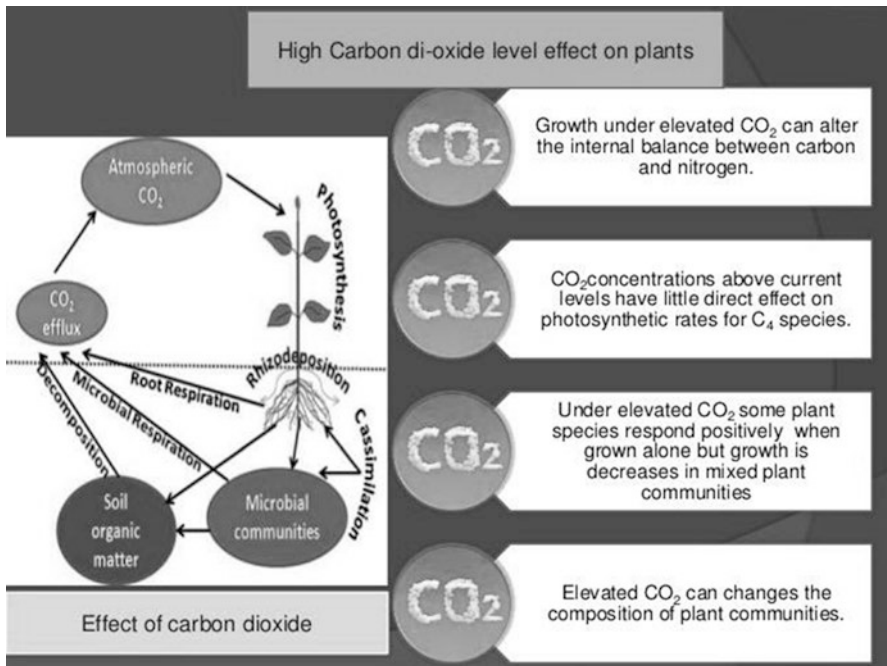 High Carbon di-oxide level effect on plants
Atmospheric
CO₂
Photosynthesis
CO₂
efflux
Rhizodeposition
Root Respiration
Microbial Respiration
Decomposition
Cassimilation
Soil
organic
matter
Microbial
communities
Effect of carbon dioxide
CO2
Growth under elevated CO₂ can alter
the internal balance between carbon
and nitrogen.
CO2
CO₂concentrations above current
levels have little direct effect on
photosynthetic rates for C₄ species.
CO2
Under elevated CO₂ some plant
species respond positively when
grown alone but growth is
decreases in mixed plant
communities
CO2
Elevated CO₂ can changes the
composition of plant communities.